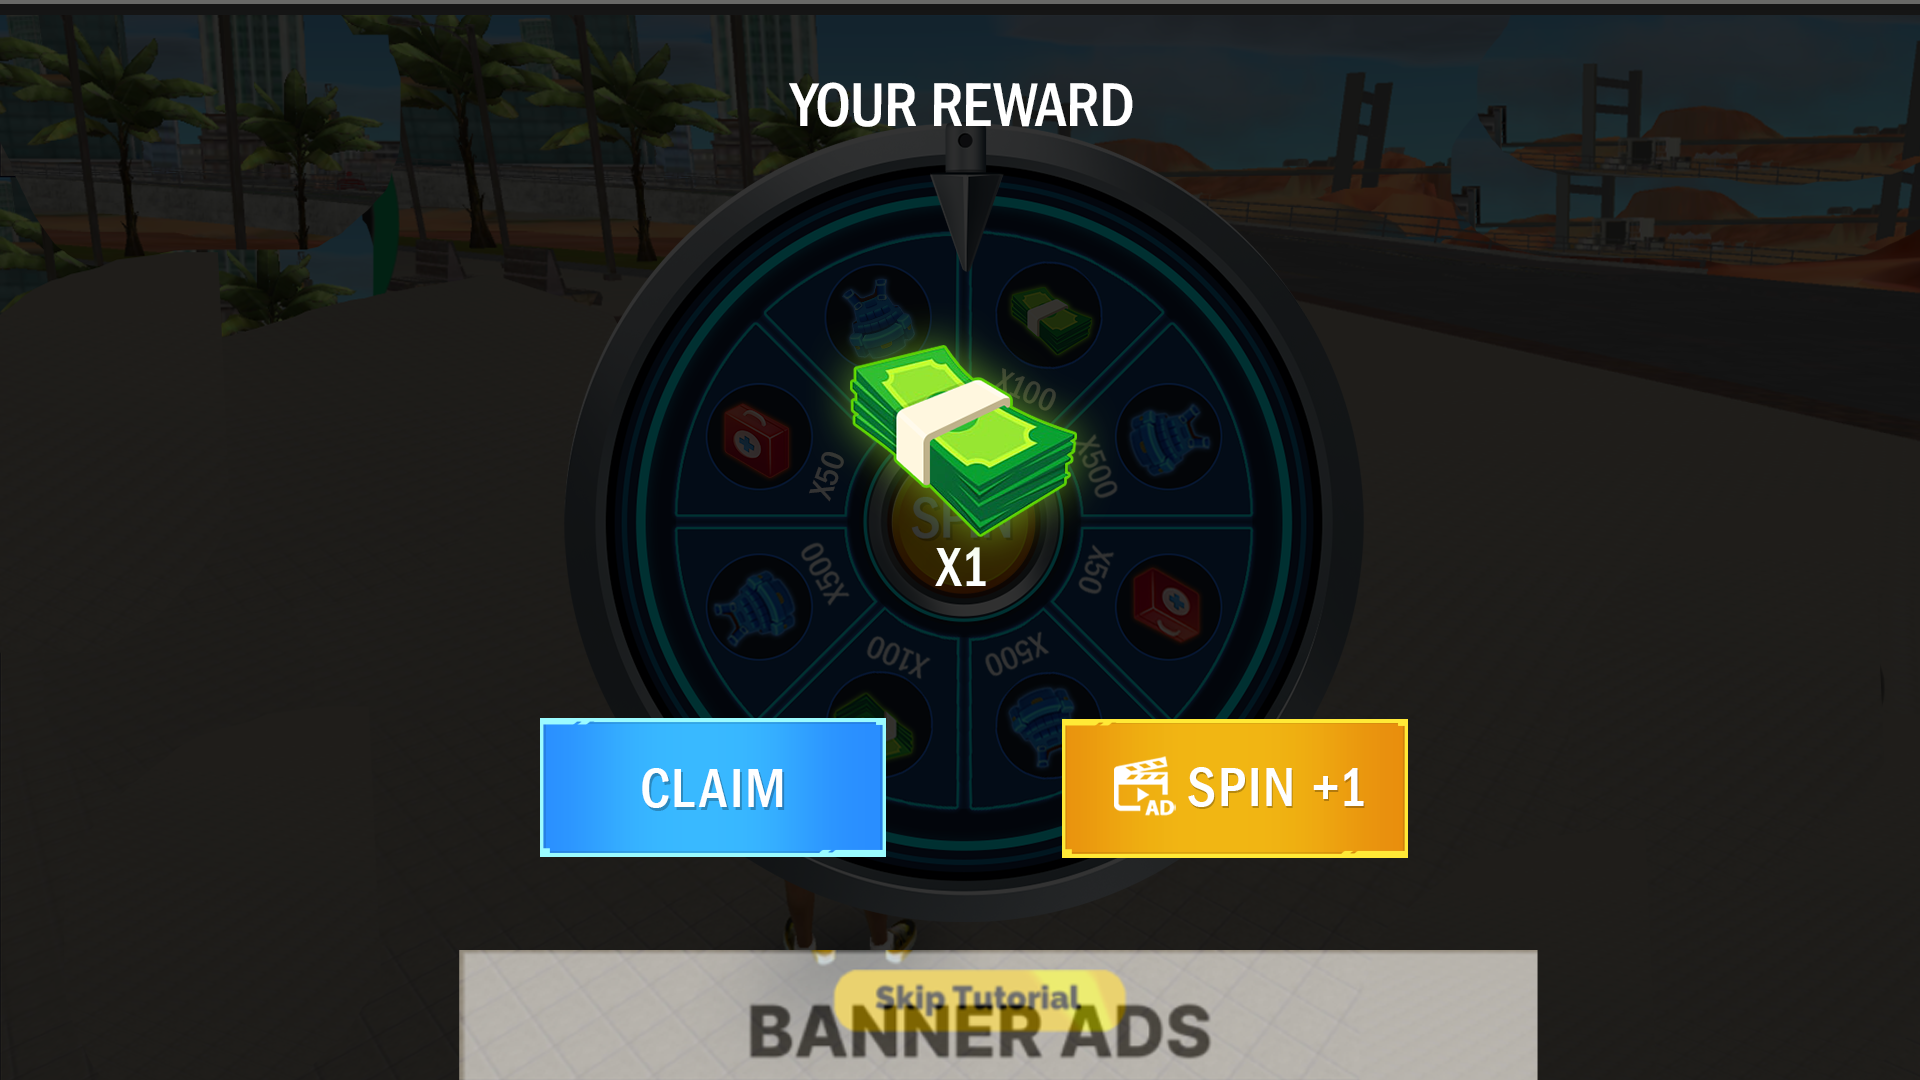 YOUR REWARD
X100
X50
X500
SPIN
X1
X500
X50
X100
X500
CLAIM
AD
SPIN +1
Skip Tutorial
BANNER ADS